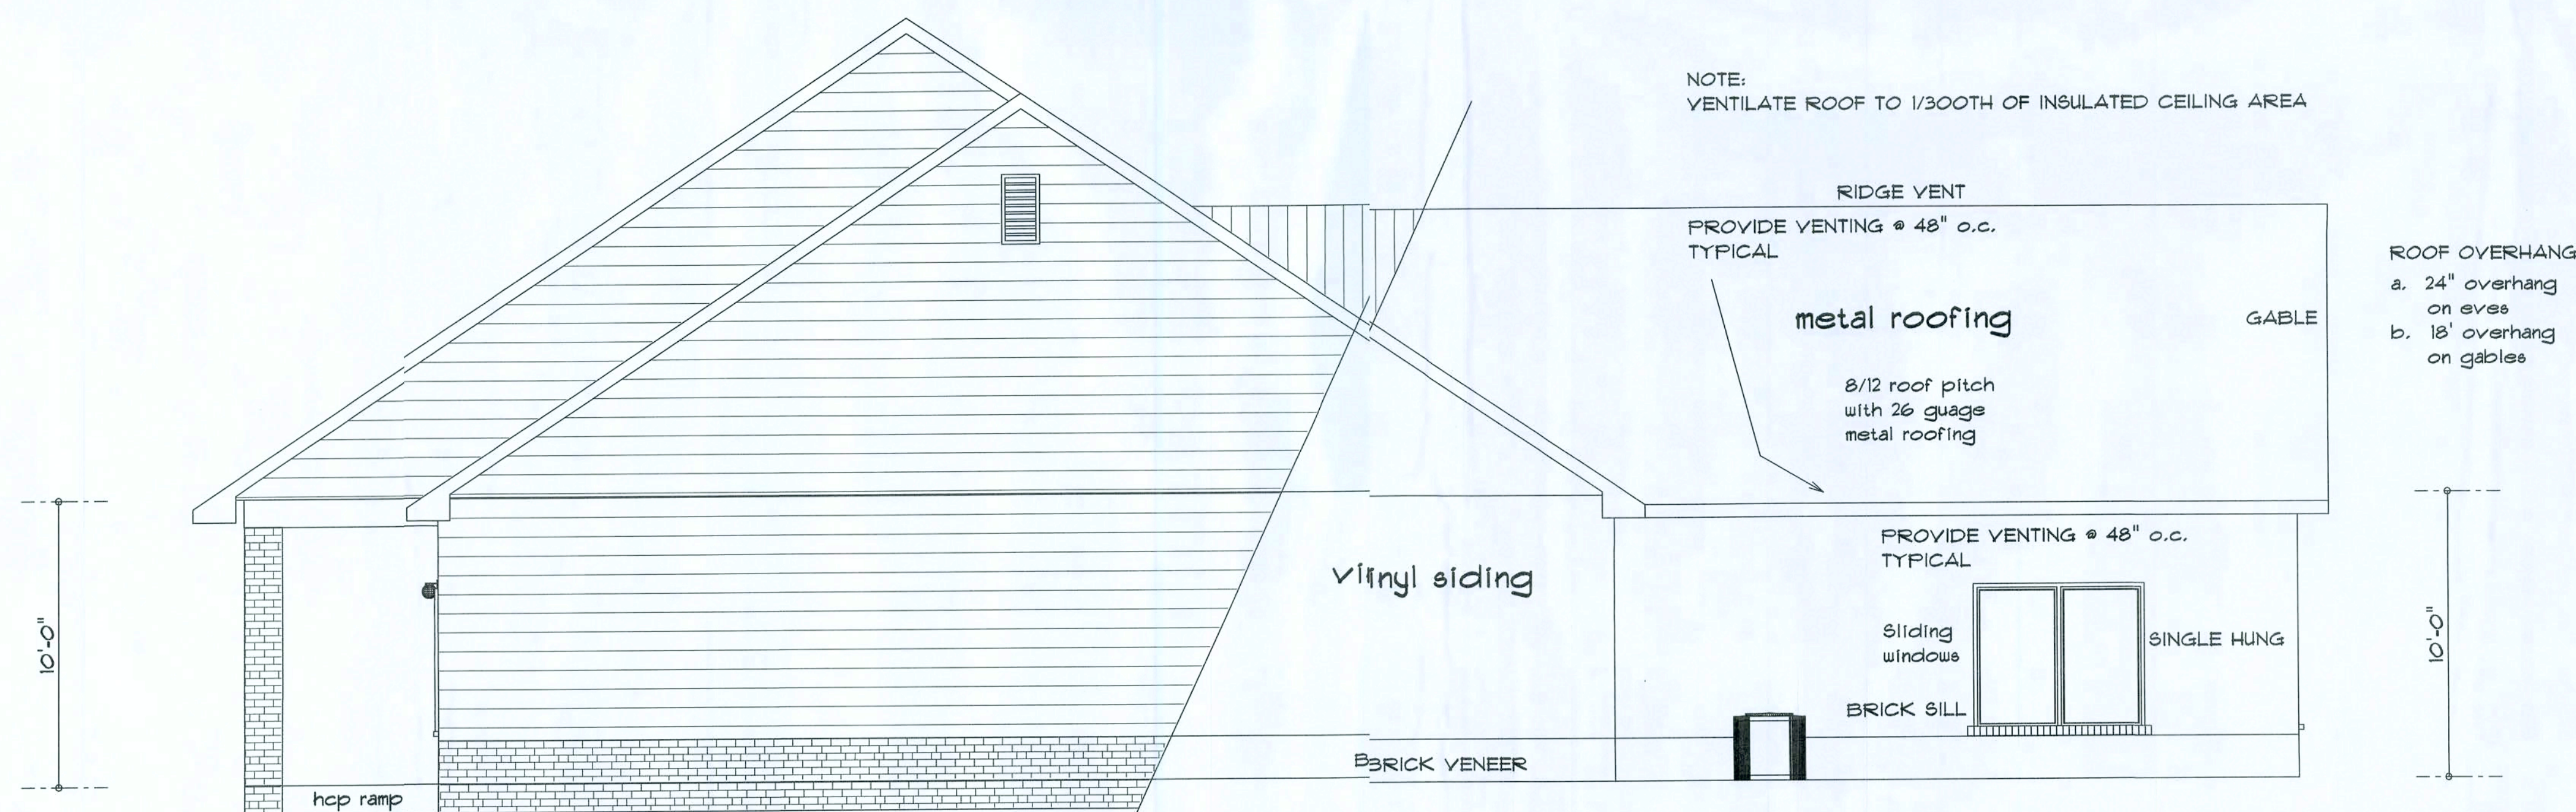 NOTE:
VENTILATE ROOF TO 1/300TH OF INSULATED CEILING AREA
RIDGE VENT
PROVIDE VENTING @ 48" o.c.
TYPICAL
metal roofing
GABLE
8/12 roof pitch
with 26 guage
metal roofing
ROOF OVERHANG
a. 24" overhang
on eves
b. 18' overhang
on gables
PROVIDE VENTING @ 48" o.c.
TYPICAL
viinyl siding
Sliding
windows
SINGLE HUNG
BRICK SILL
BBRICK VENEER
hcp ramp
10'-0"
10'-0"